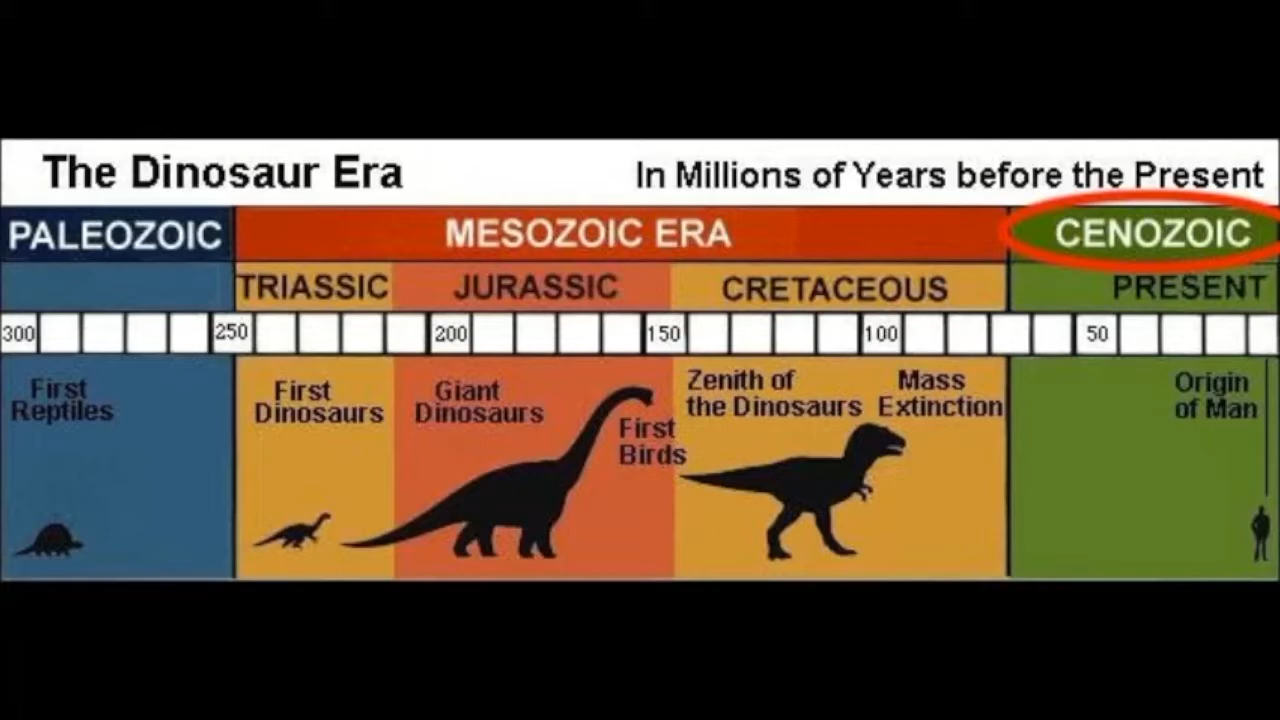 The Dinosaur Era
In Millions of Years before the Present
PALEOZOIC
MESOZOIC ERA
CENOZOIC
TRIASSIC
JURASSIC
CRETACEOUS
PRESENT
300
250
200
150
100
50
First
Reptiles
First
Dinosaurs
Giant
Dinosaurs
First
Birds
Zenith of
the Dinosaurs
Mass
Extinction
Origin
of Man